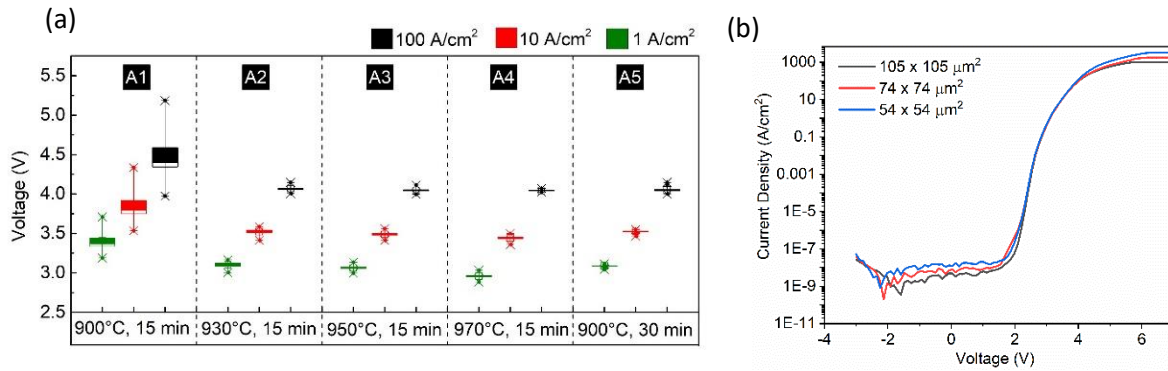 (a)
100 A/cm² 10 A/cm² 1 A/cm²
A1 A2 A3 A4 A5
Voltage (V)
5.5
5.0
4.5
4.0
3.5
3.0
2.5
900°C, 15 min 930°C, 15 min 950°C, 15 min 970°C, 15 min 900°C, 30 min
(b)
105 x 105 μm²
74 x 74 μm²
54 x 54 μm²
Current Density (A/cm²)
1000
10
0.1
0.001
1E-5
1E-7
1E-9
1E-11
-4 -2 0 2 4 6
Voltage (V)